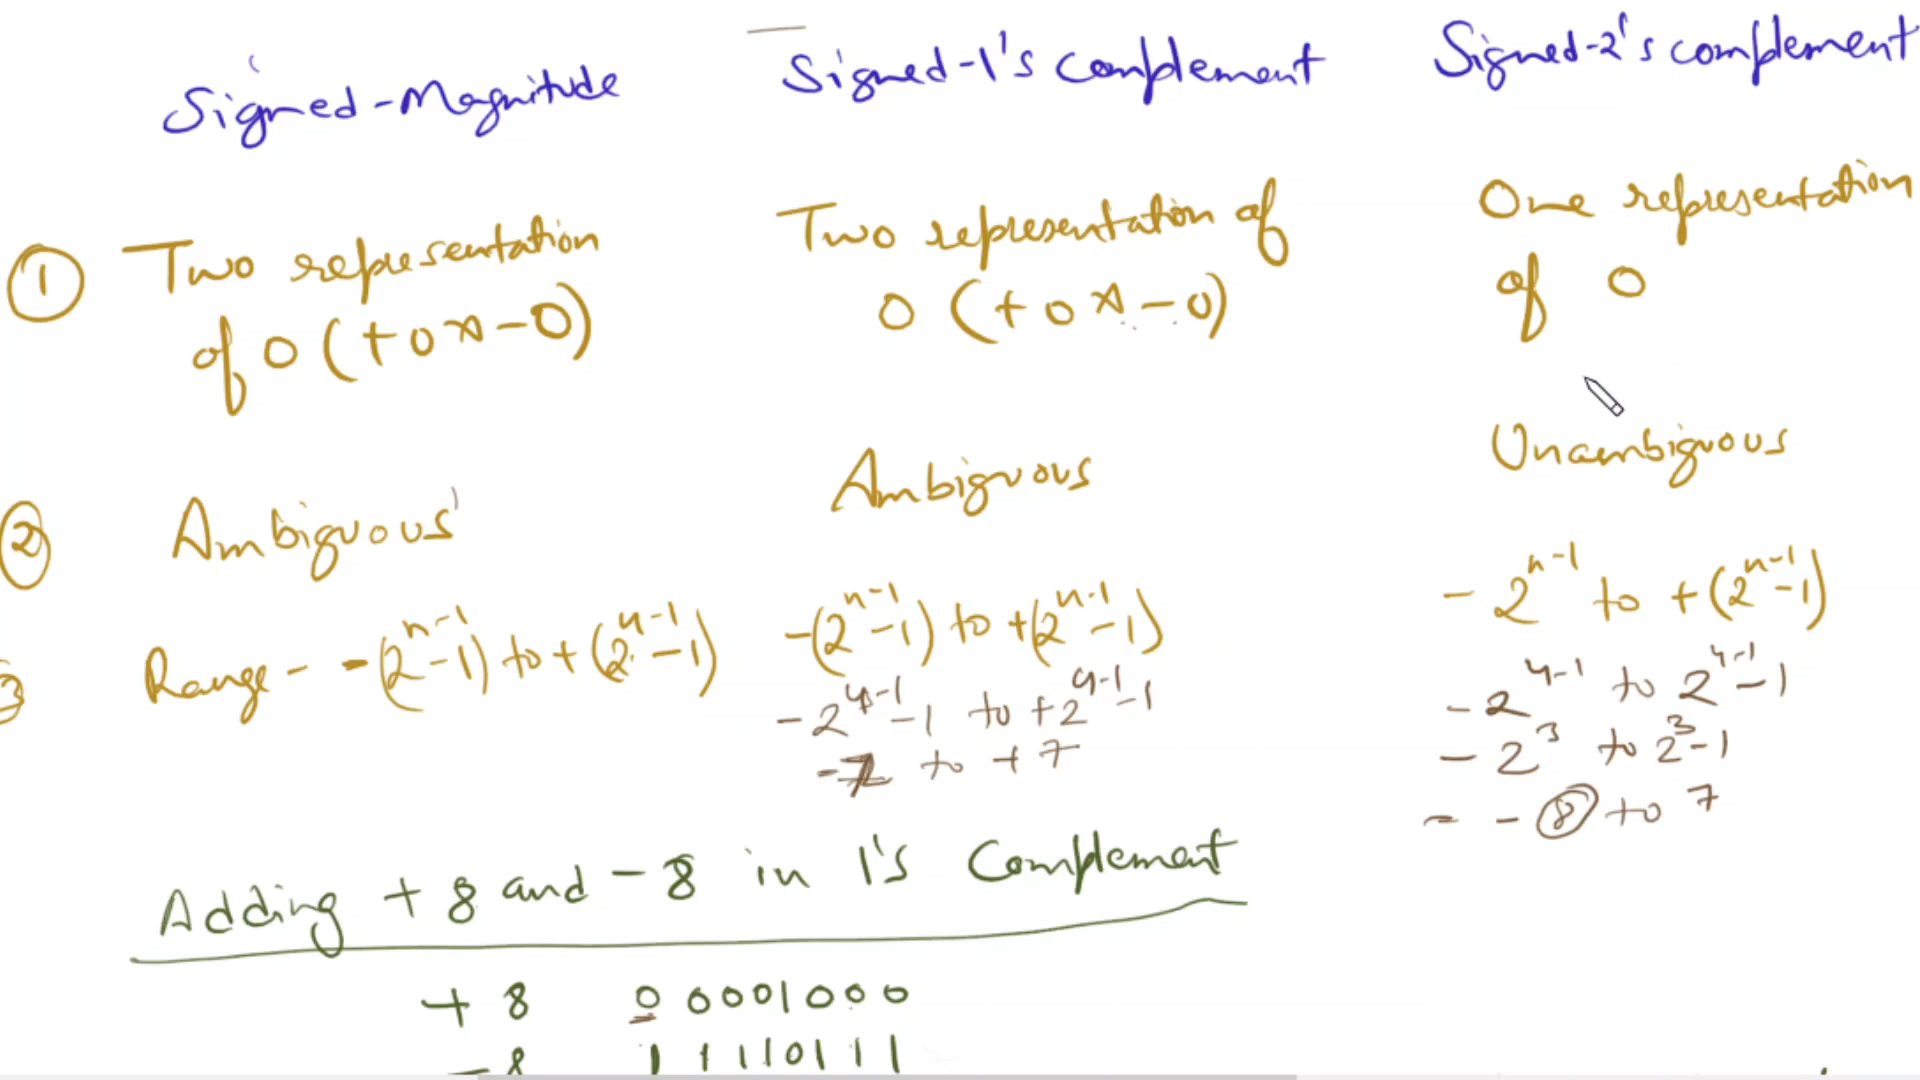 Signed-Magnitude
Signed-1's complement
Signed-2's complement
① Two representation
of 0 (+0 & -0)
Two representation of
0 (+0 & -0)
One representation
of 0
② Ambiguous
Ambiguous
Unambiguous
3 Range - -(2^{n-1}-1) to +(2^{n-1}-1)
-(2^{n-1}-1) to +(2^{n-1}-1)
-2^{4-1}-1 to +2^{4-1}-1
-7 to +7
-2^{n-1} to +(2^{n-1}-1)
-2^{4-1} to 2^{4-1}-1
-2^3 to 2^3-1
= -8 to 7
Adding +8 and -8 in 1's Complement
+8 00001000
-8 11110111